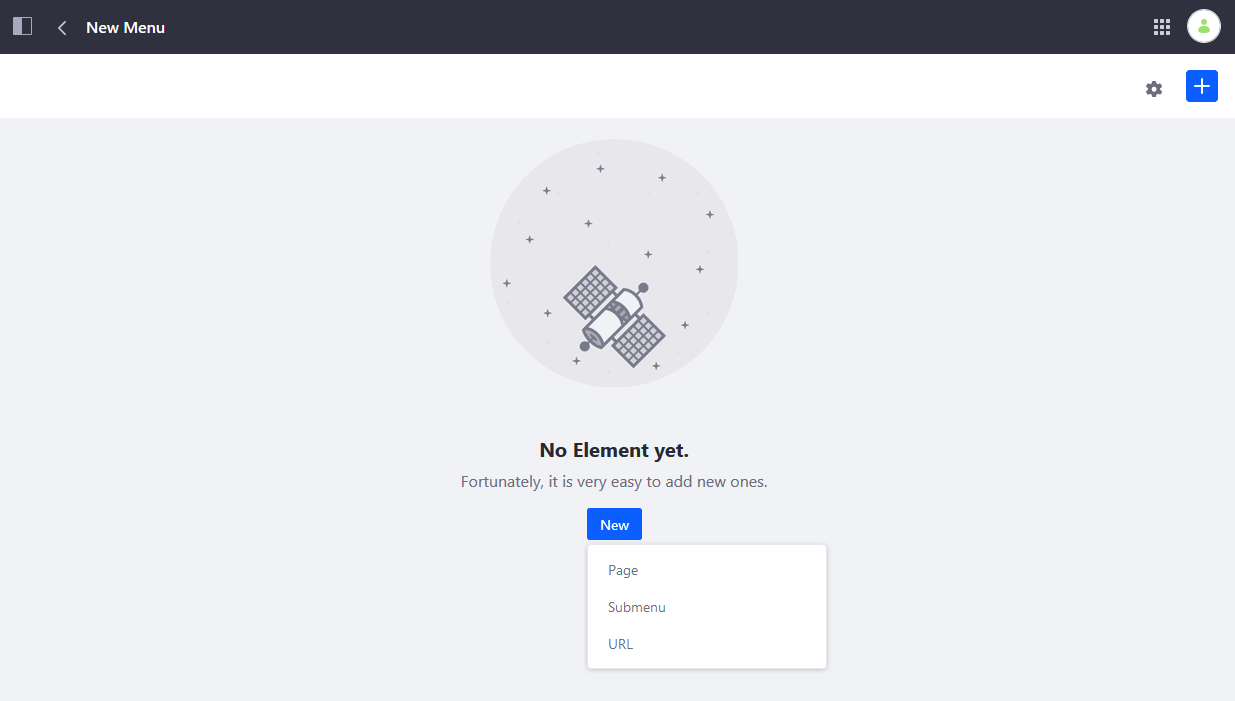 New Menu
No Element yet.
Fortunately, it is very easy to add new ones.
New
Page
Submenu
URL